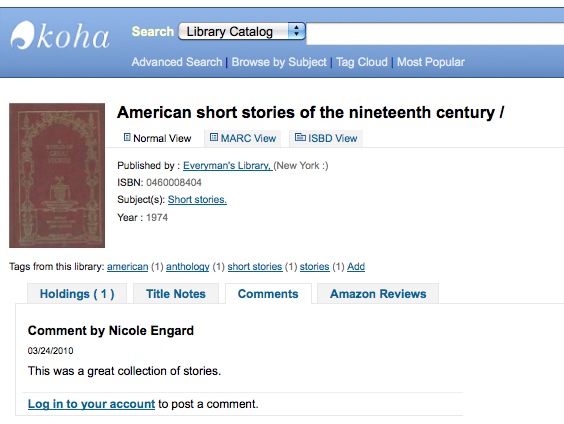 koha
Search Library Catalog
Advanced Search | Browse by Subject | Tag Cloud | Most Popular
American short stories of the nineteenth century /
Normal View MARC View ISBD View
Published by : Everyman's Library, (New York :)
ISBN: 0460008404
Subject(s): Short stories.
Year : 1974
Tags from this library: american (1) anthology (1) short stories (1) stories (1) Add
Holdings ( 1 ) Title Notes Comments Amazon Reviews
Comment by Nicole Engard
03/24/2010
This was a great collection of stories.
Log in to your account to post a comment.